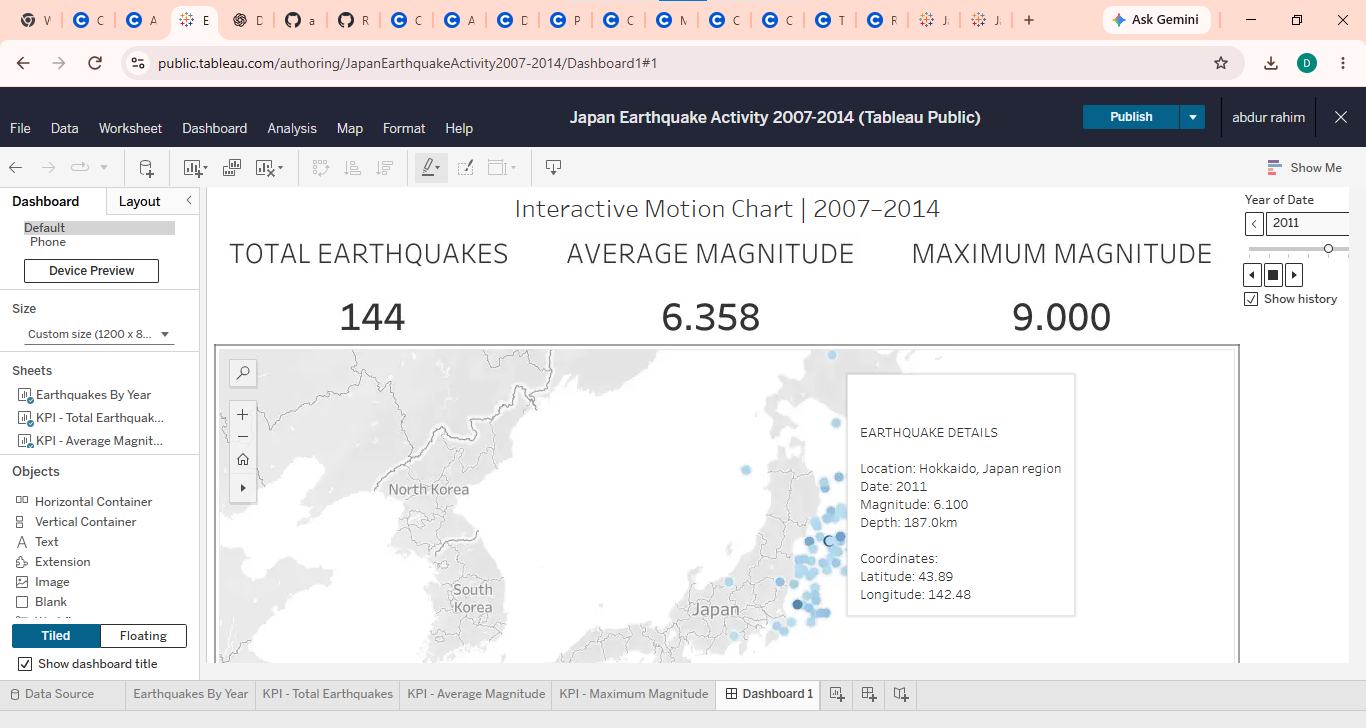 W
C
A
E
D
a
R
C
A
D
P
C
M
C
C
T
R
Ja
Ja
Ask Gemini
public.tableau.com/authoring/JapanEarthquakeActivity2007-2014/Dashboard1#1
D
File Data Worksheet Dashboard Analysis Map Format Help
Japan Earthquake Activity 2007-2014 (Tableau Public)
Publish
abdur rahim
Show Me
Dashboard Layout
Default
Phone
Device Preview
Size
Custom size (1200 x 8...
Sheets
Earthquakes By Year
KPI - Total Earthquak...
KPI - Average Magnit...
Objects
Horizontal Container
Vertical Container
Text
Extension
Image
Blank
Tiled Floating
Show dashboard title
Interactive Motion Chart | 2007–2014
TOTAL EARTHQUAKES AVERAGE MAGNITUDE MAXIMUM MAGNITUDE
144 6.358 9.000
Year of Date
2011
Show history
North Korea
South
Korea
Japan
EARTHQUAKE DETAILS
Location: Hokkaido, Japan region
Date: 2011
Magnitude: 6.100
Depth: 187.0km
Coordinates:
Latitude: 43.89
Longitude: 142.48
Data Source Earthquakes By Year KPI - Total Earthquakes KPI - Average Magnitude KPI - Maximum Magnitude Dashboard 1